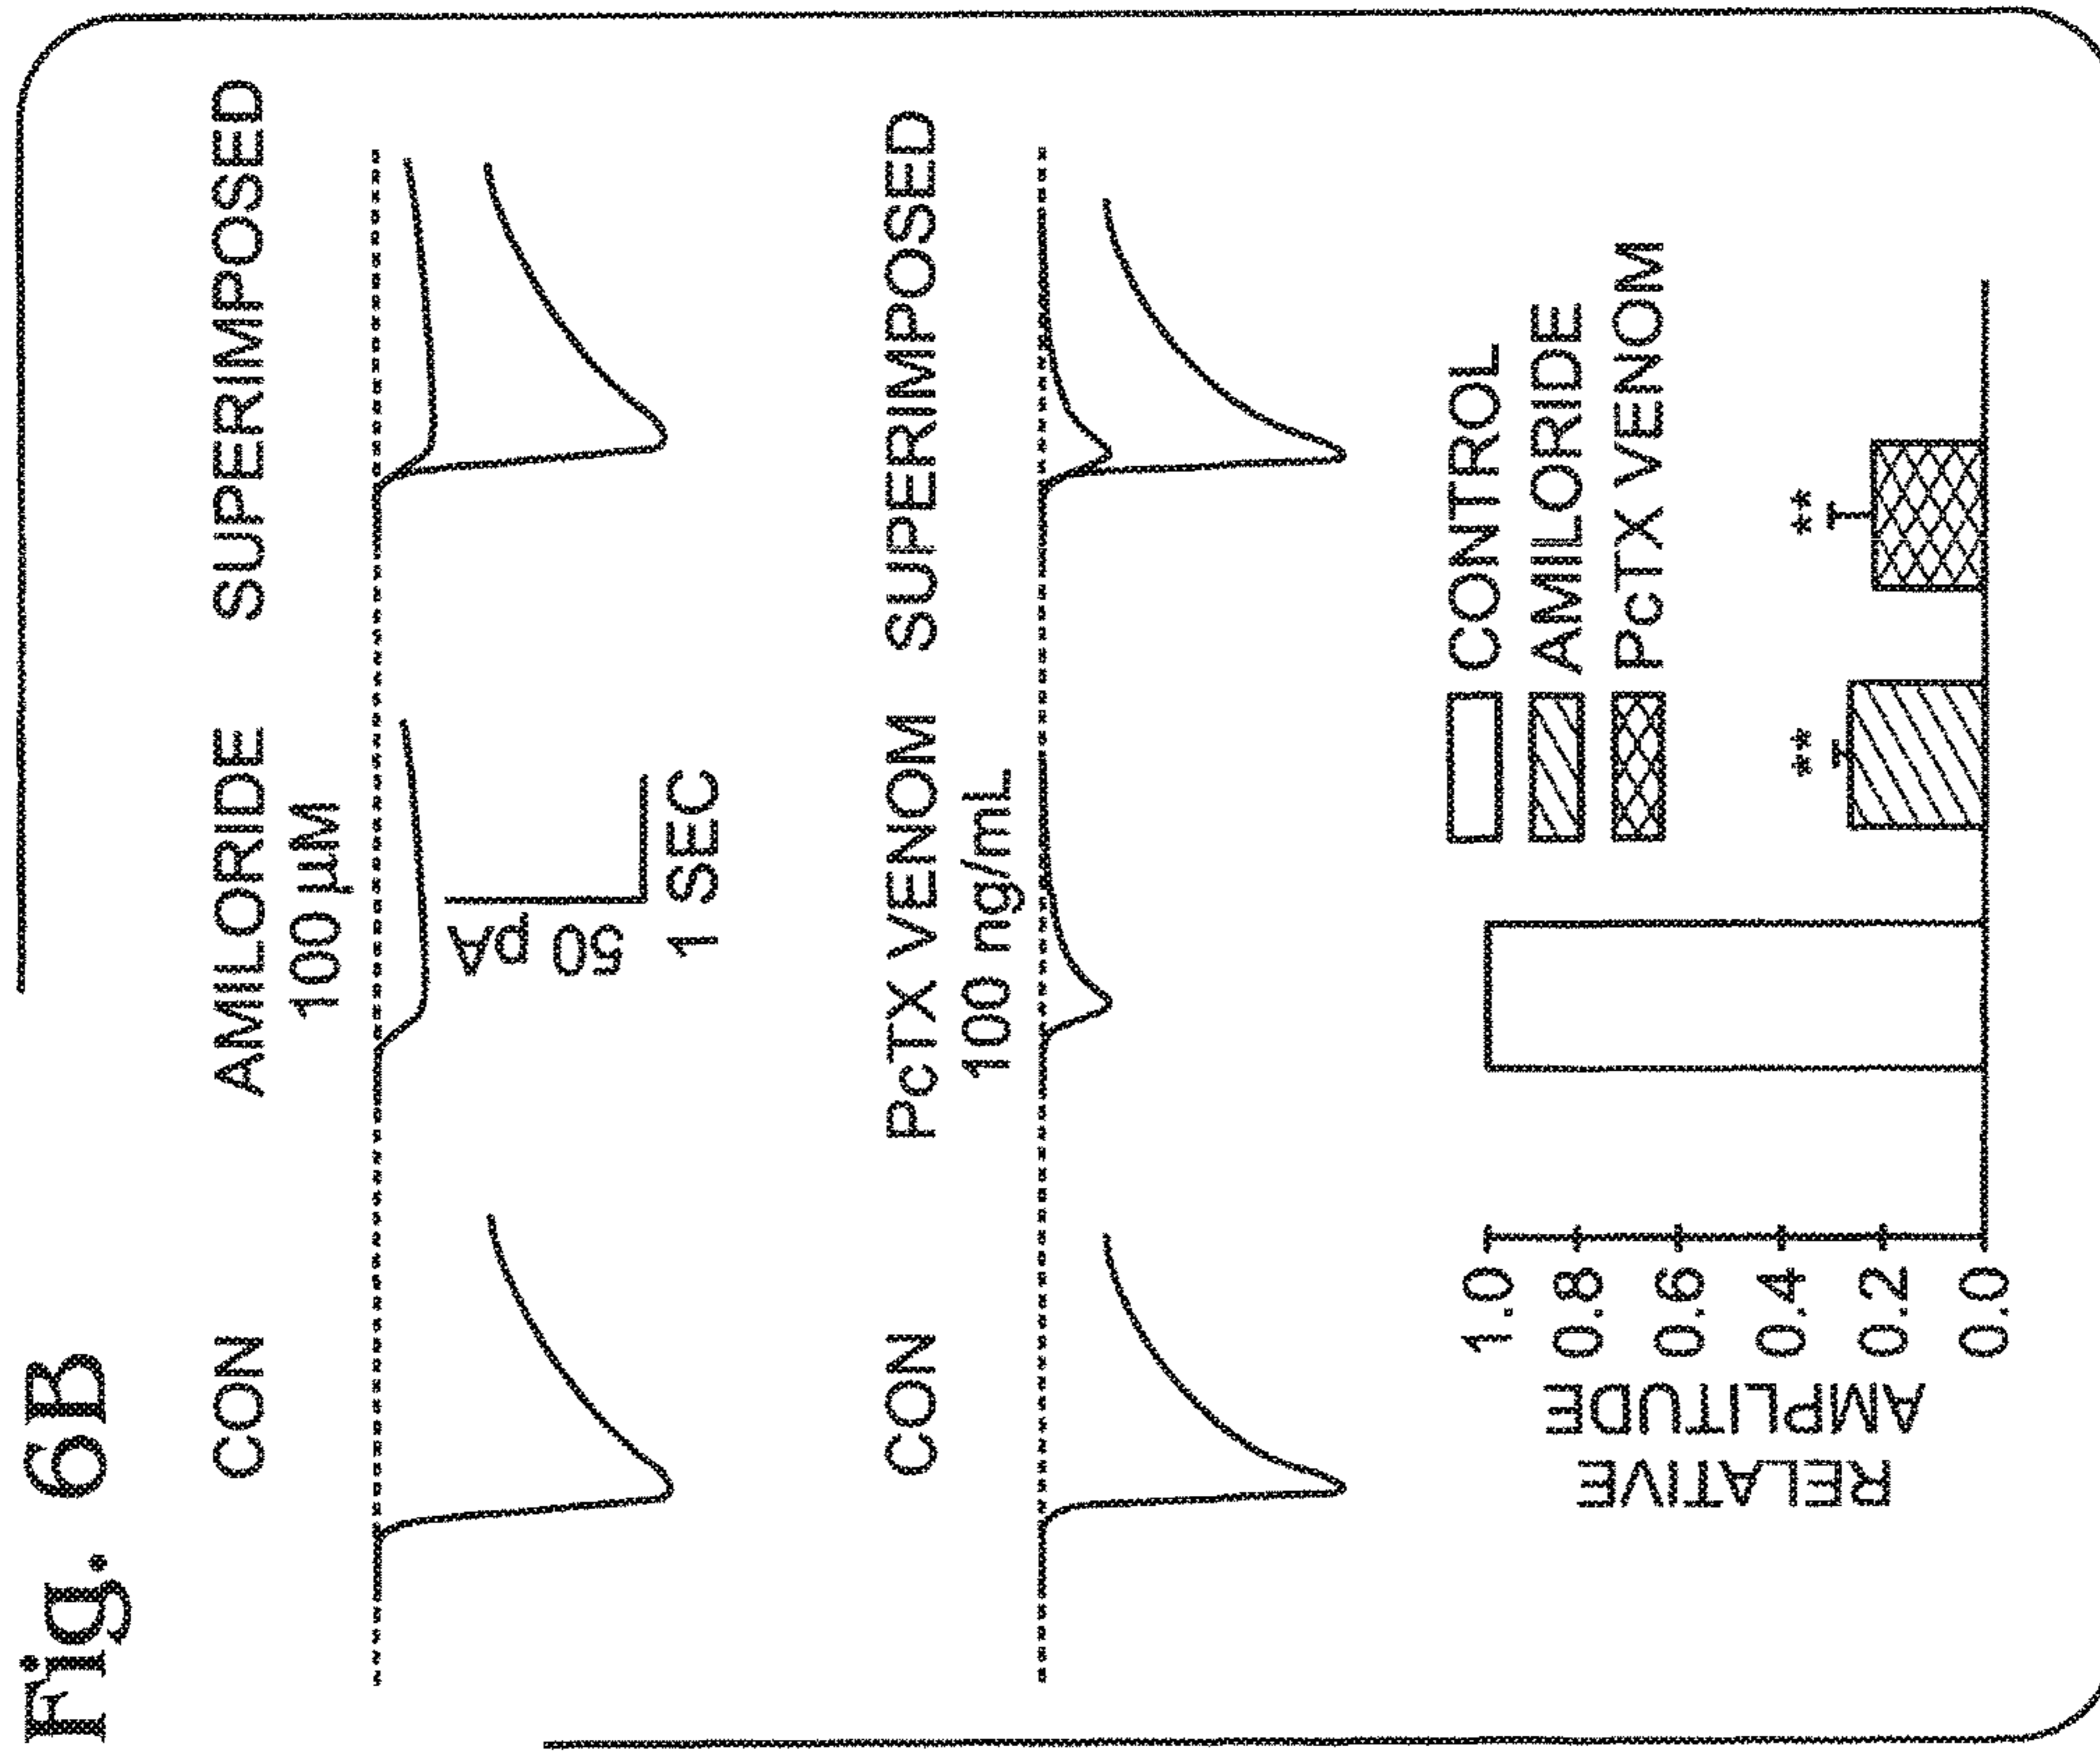 Fig. 6B
CON
AMILORIDE
100 µM
SUPERIMPOSED
50 pA
1 SEC
CON
PcTX VENOM
100 ng/mL
SUPERIMPOSED
RELATIVE
AMPLITUDE
1.0
0.8
0.6
0.4
0.2
0.0
CONTROL
AMILORIDE
PcTX VENOM
**
**